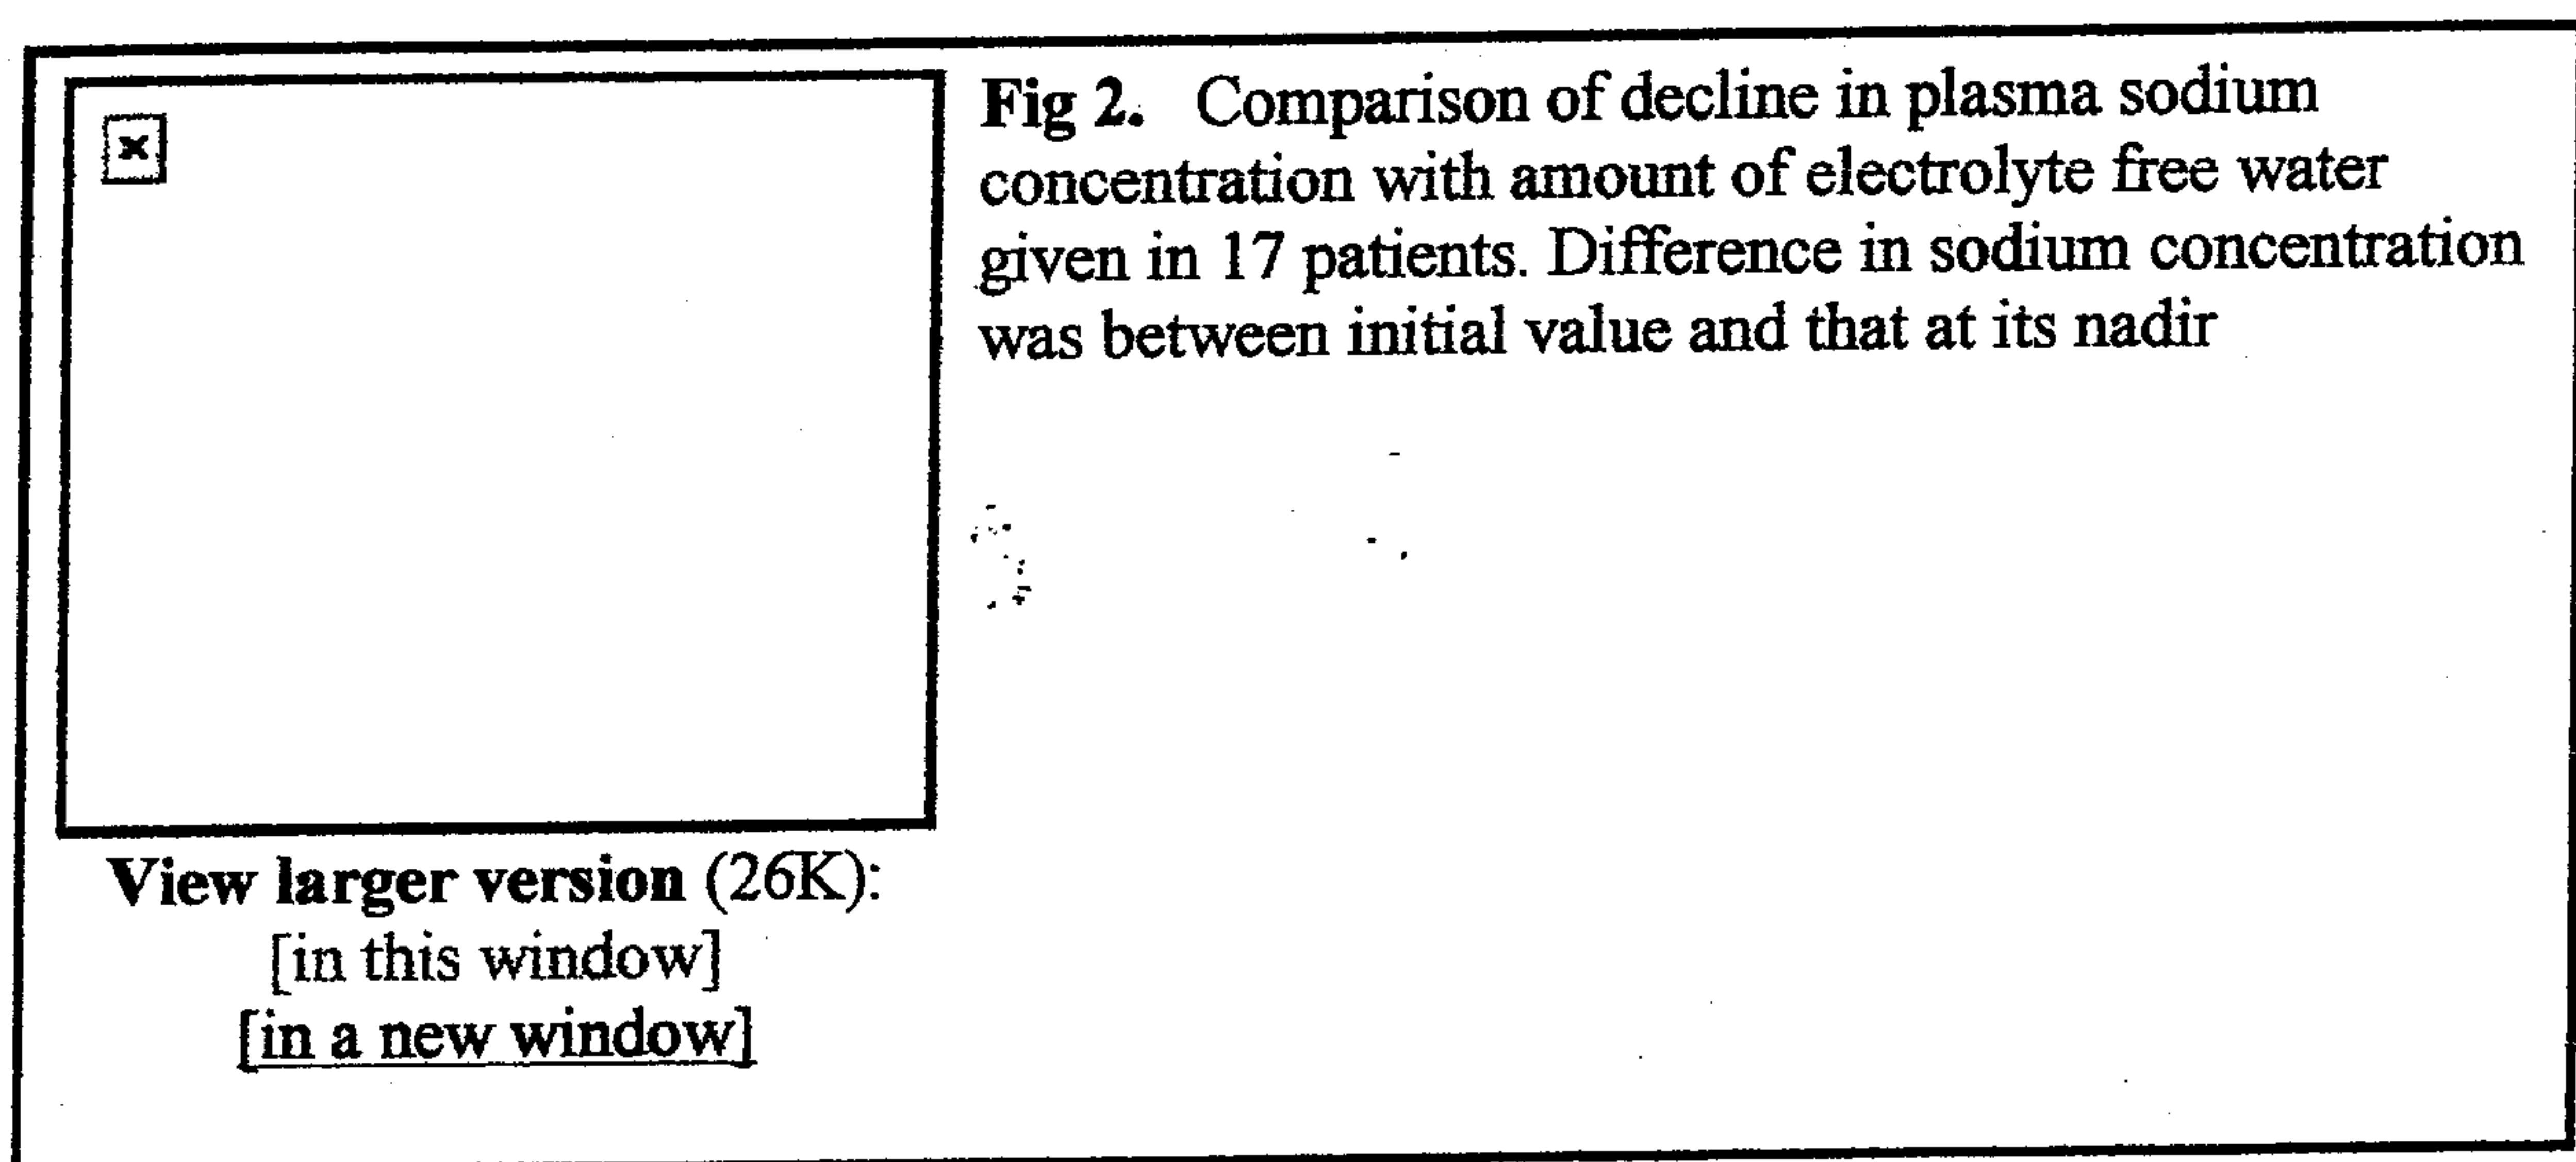 Fig 2. Comparison of decline in plasma sodium
concentration with amount of electrolyte free water
given in 17 patients. Difference in sodium concentration
was between initial value and that at its nadir
View larger version (26K):
[in this window]
[in a new window]